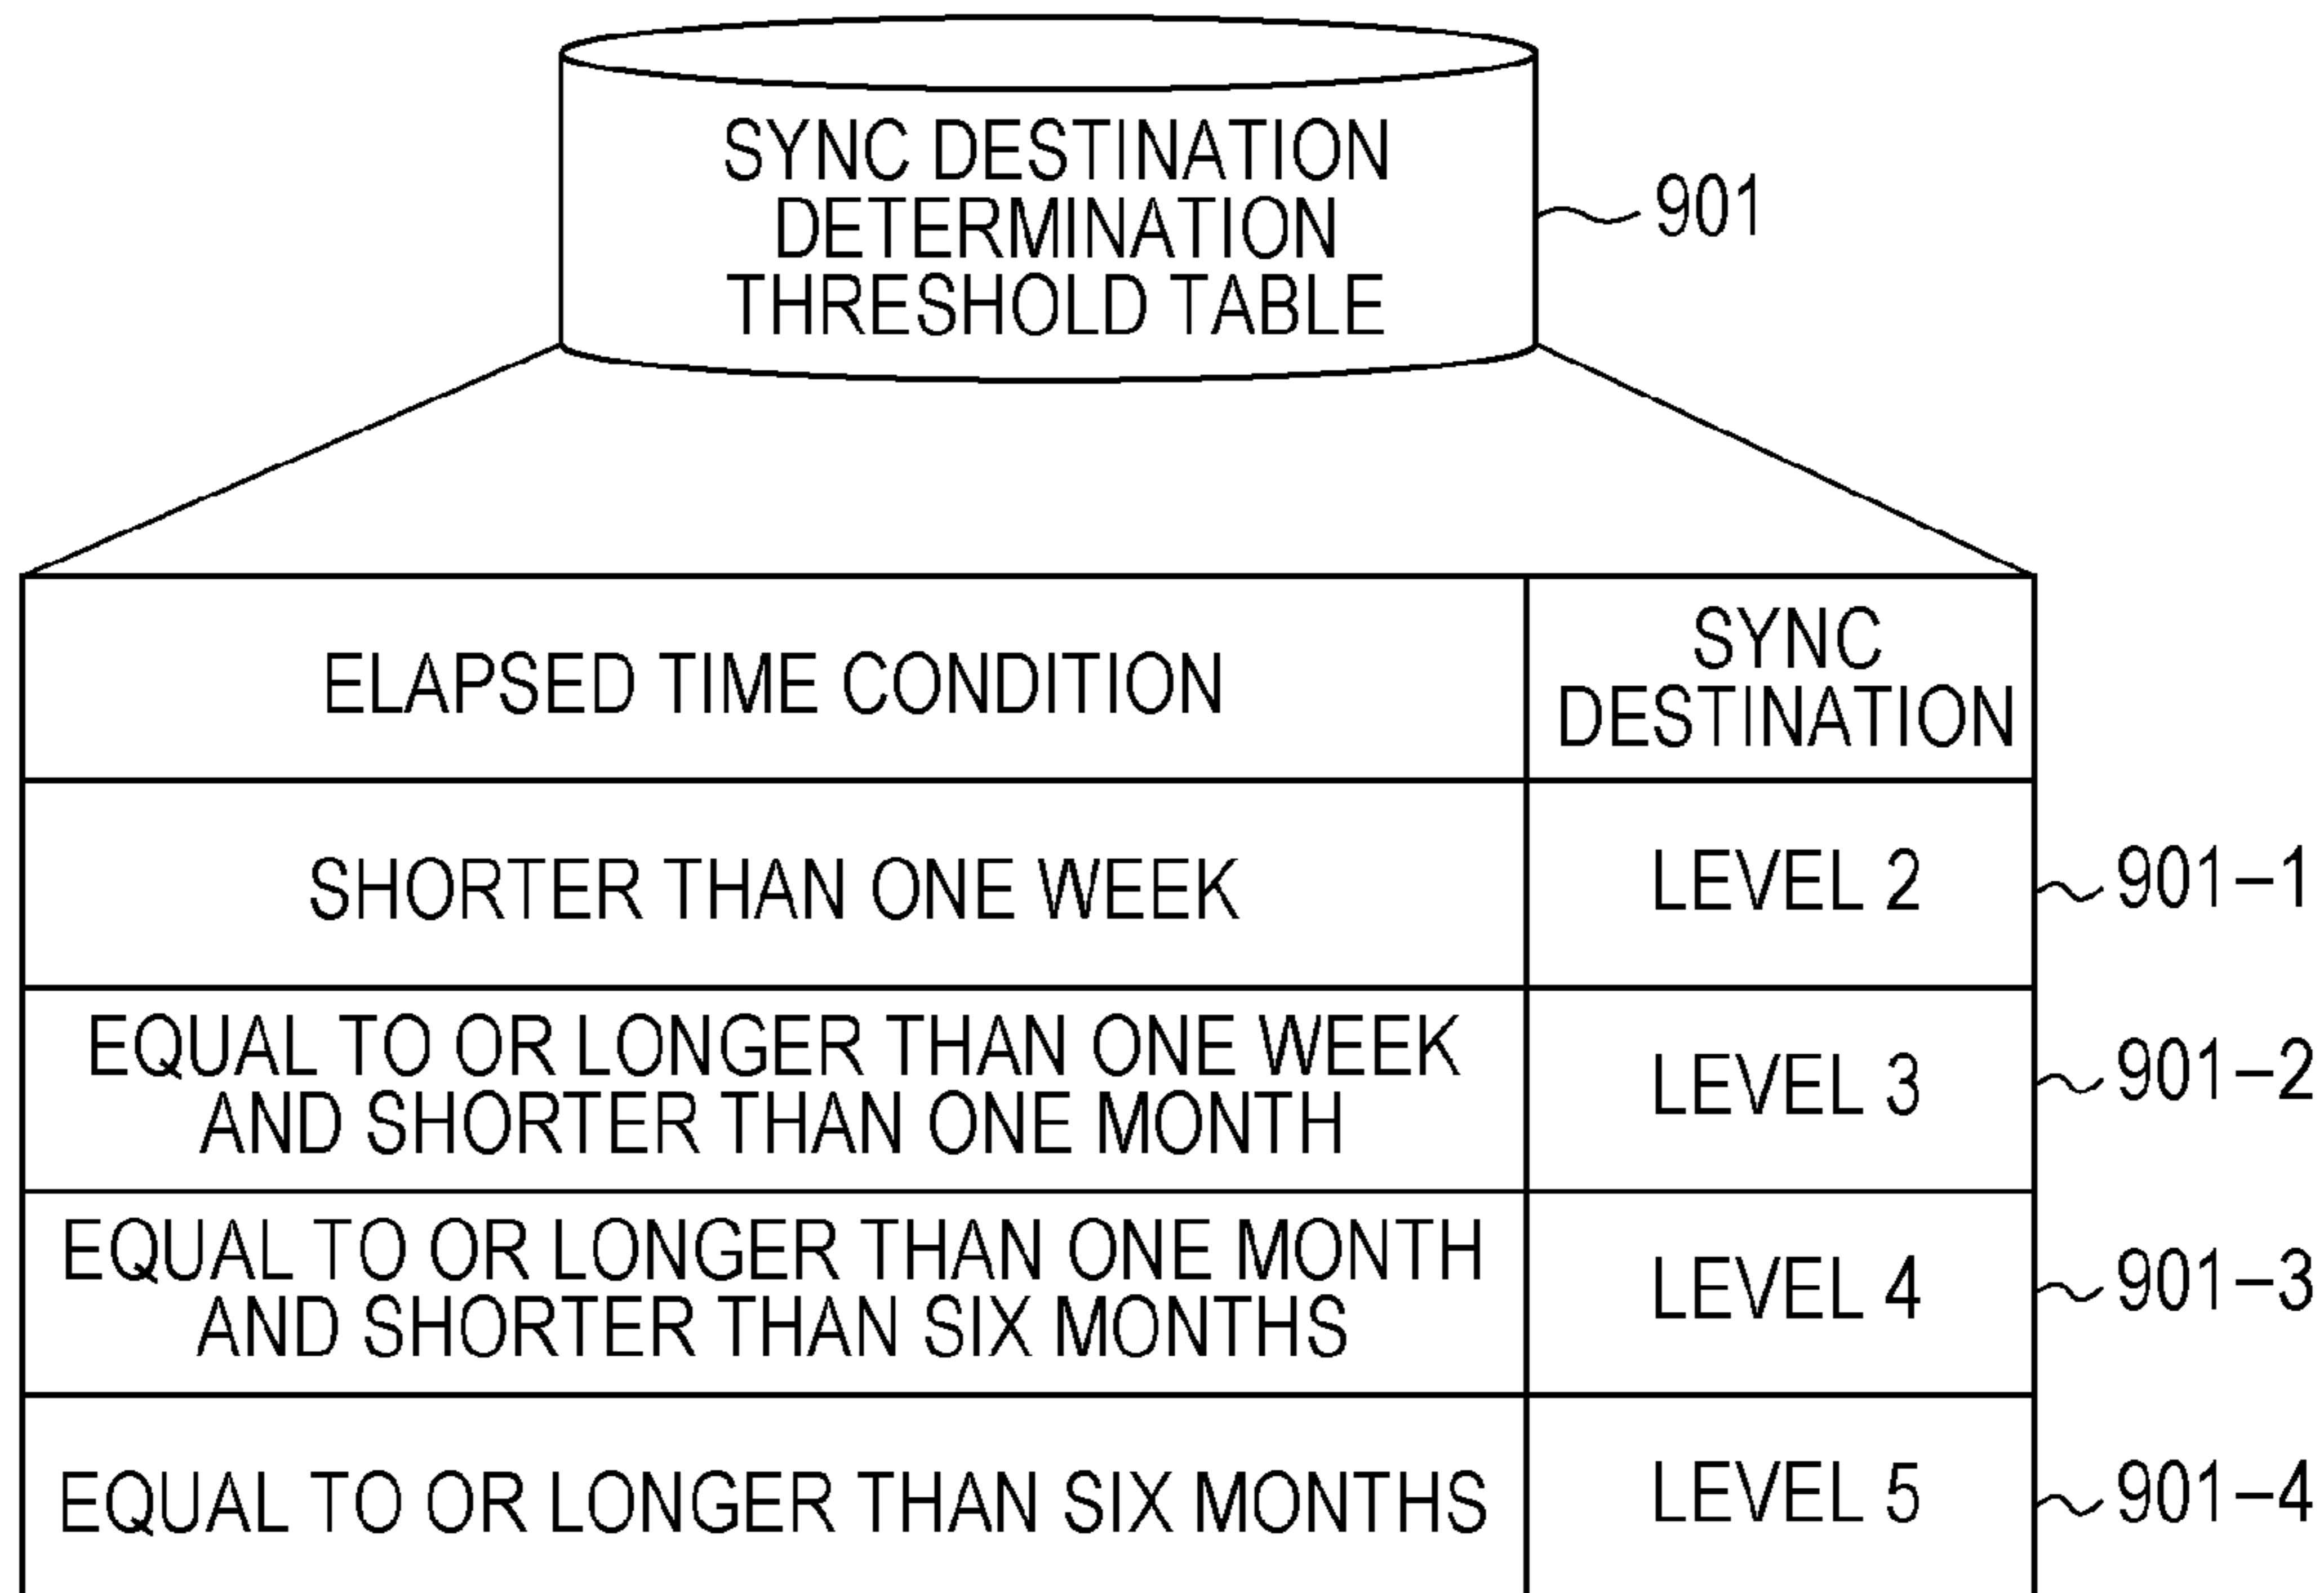 SYNC DESTINATION
DETERMINATION
THRESHOLD TABLE
901
ELAPSED TIME CONDITION
SYNC
DESTINATION
SHORTER THAN ONE WEEK
LEVEL 2
901-1
EQUAL TO OR LONGER THAN ONE WEEK
AND SHORTER THAN ONE MONTH
LEVEL 3
901-2
EQUAL TO OR LONGER THAN ONE MONTH
AND SHORTER THAN SIX MONTHS
LEVEL 4
901-3
EQUAL TO OR LONGER THAN SIX MONTHS
LEVEL 5
901-4